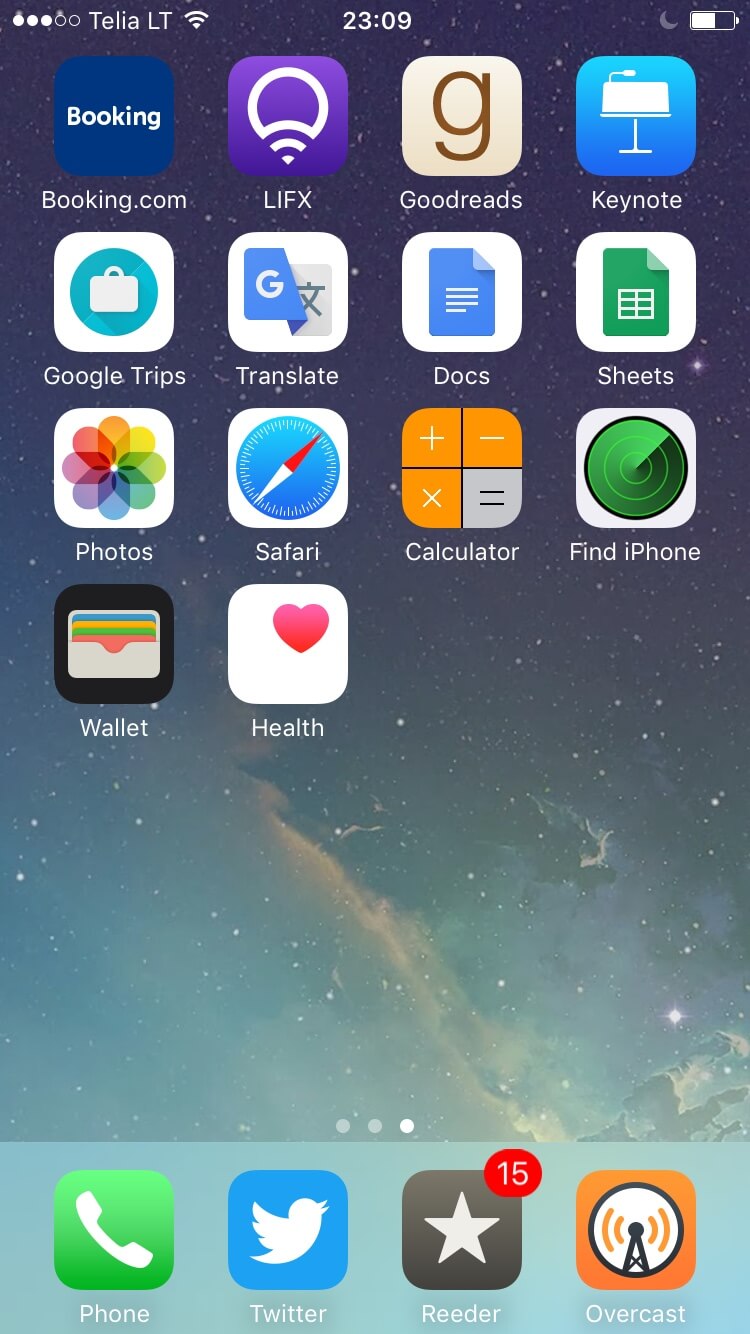 Telia LT 23:09
Booking
Booking.com LIFX Goodreads Keynote
g
G 文
Google Trips Translate Docs Sheets
Photos Safari Calculator Find iPhone
Wallet Health
15
Phone Twitter Reeder Overcast